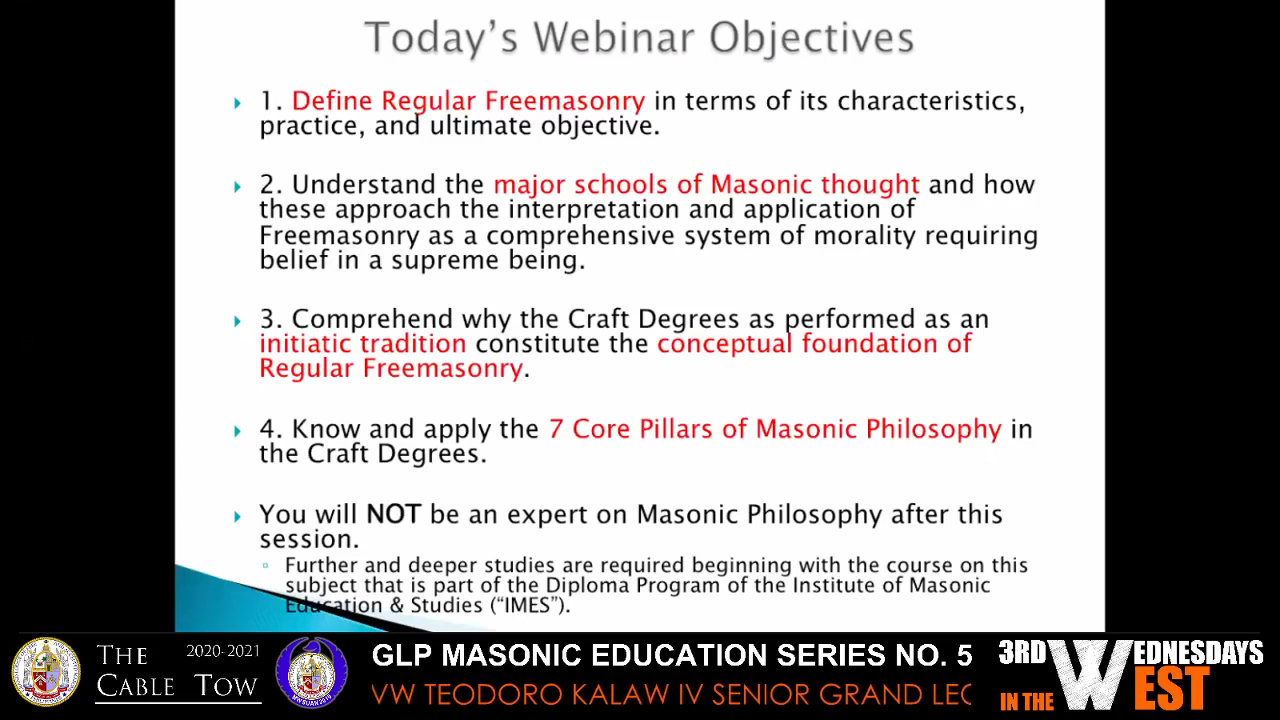 Today's Webinar Objectives
1. Define Regular Freemasonry in terms of its characteristics,
practice, and ultimate objective.
2. Understand the major schools of Masonic thought and how
these approach the interpretation and application of
Freemasonry as a comprehensive system of morality requiring
belief in a supreme being.
3. Comprehend why the Craft Degrees as performed as an
initiatic tradition constitute the conceptual foundation of
Regular Freemasonry.
4. Know and apply the 7 Core Pillars of Masonic Philosophy in
the Craft Degrees.
You will NOT be an expert on Masonic Philosophy after this
session.
Further and deeper studies are required beginning with the course on this
subject that is part of the Diploma Program of the Institute of Masonic
Education & Studies ("IMES").
THE 2020-2021
CABLE TOW
GLP MASONIC EDUCATION SERIES NO. 5
VW TEODORO KALAW IV SENIOR GRAND LEC
3RD WEDNESDAYS
IN THE WEST